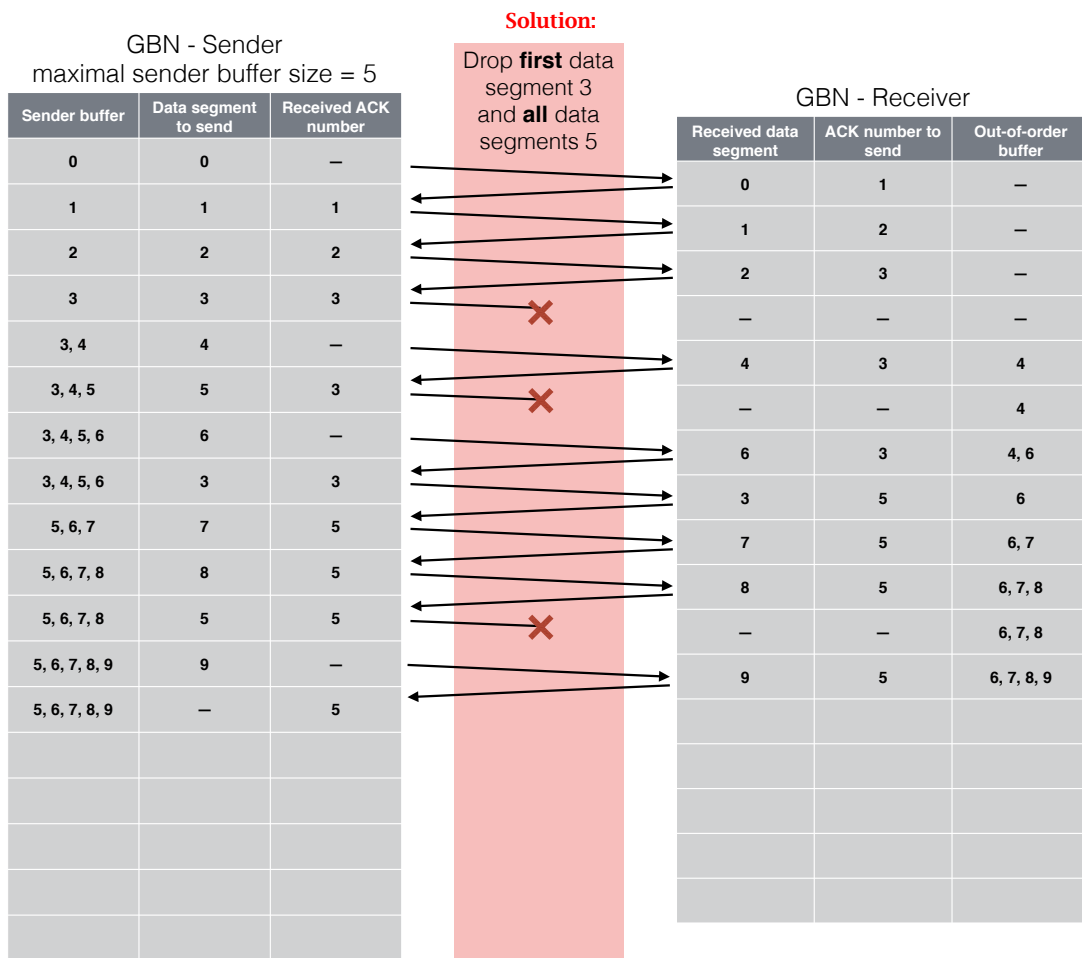 Solution:
GBN - Sender
maximal sender buffer size = 5
Drop first data
segment 3
and all data
segments 5
GBN - Receiver
Sender buffer Data segment to send Received ACK number
0 0 –
1 1 1
2 2 2
3 3 3
3, 4 4 –
3, 4, 5 5 3
3, 4, 5, 6 6 –
3, 4, 5, 6 3 3
5, 6, 7 7 5
5, 6, 7, 8 8 5
5, 6, 7, 8 5 5
5, 6, 7, 8, 9 9 –
5, 6, 7, 8, 9 – 5
Received data segment ACK number to send Out-of-order buffer
0 1 –
1 2 –
2 3 –
– – –
4 3 4
– – 4
6 3 4, 6
3 5 6
7 5 6, 7
8 5 6, 7, 8
– – 6, 7, 8
9 5 6, 7, 8, 9